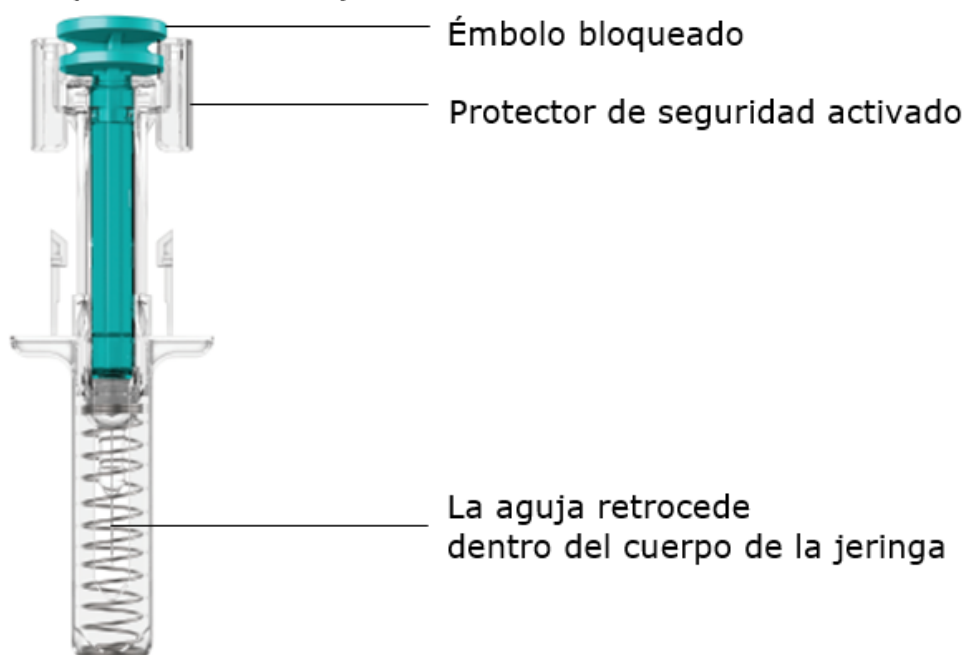 Émbolo bloqueado
Protector de seguridad activado
La aguja retrocede
dentro del cuerpo de la jeringa